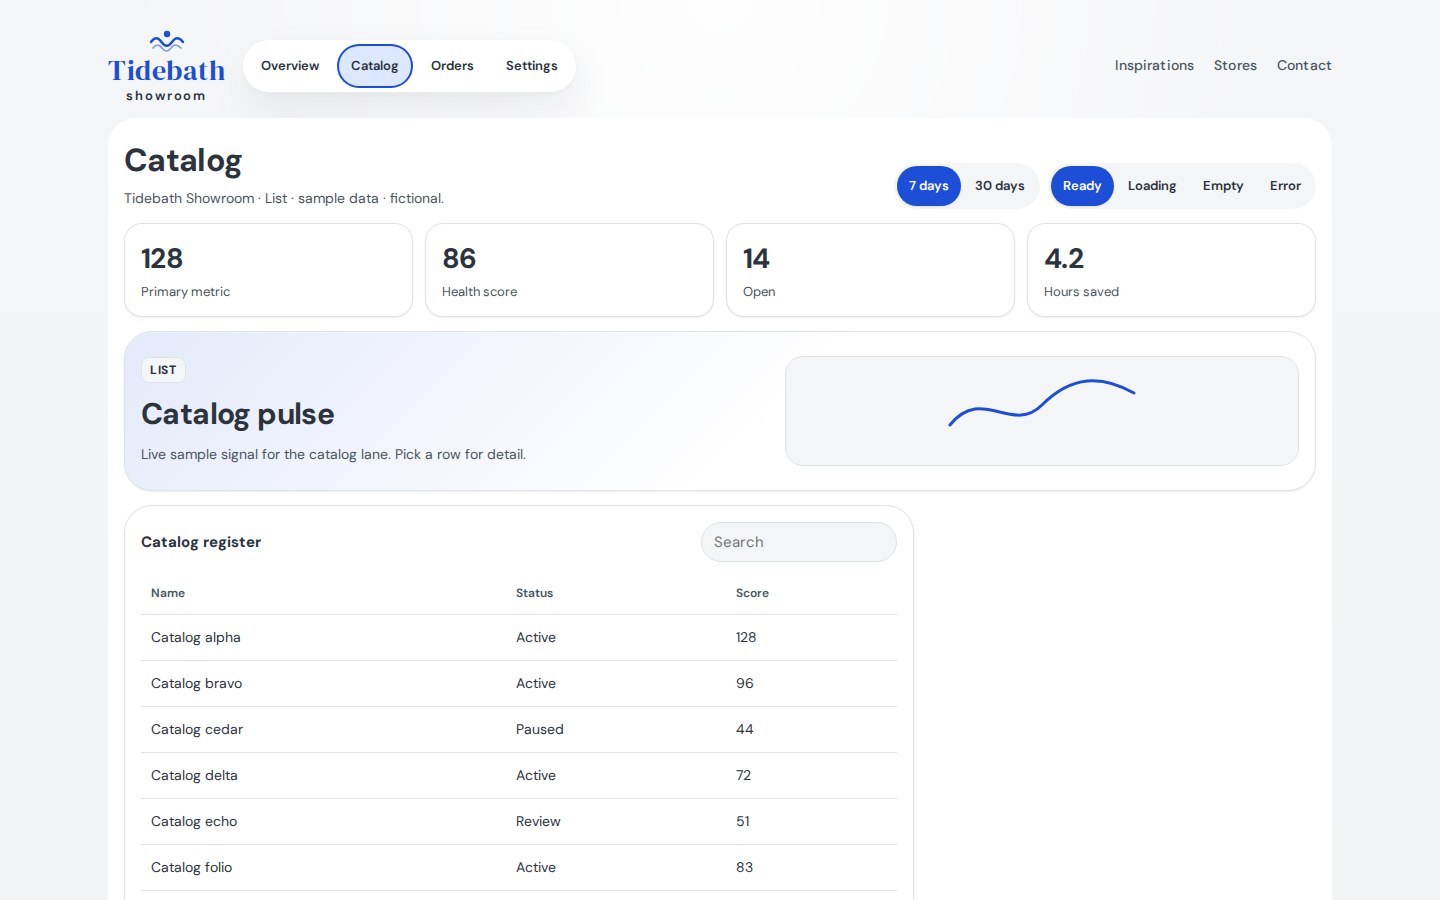 Tidebath
showroom
Overview Catalog Orders Settings
Inspirations Stores Contact
Catalog
Tidebath Showroom · List · sample data · fictional.
7 days 30 days Ready Loading Empty Error
128
Primary metric
86
Health score
14
Open
4.2
Hours saved
LIST
Catalog pulse
Live sample signal for the catalog lane. Pick a row for detail.
Catalog register Search
Name Status Score
Catalog alpha Active 128
Catalog bravo Active 96
Catalog cedar Paused 44
Catalog delta Active 72
Catalog echo Review 51
Catalog folio Active 83